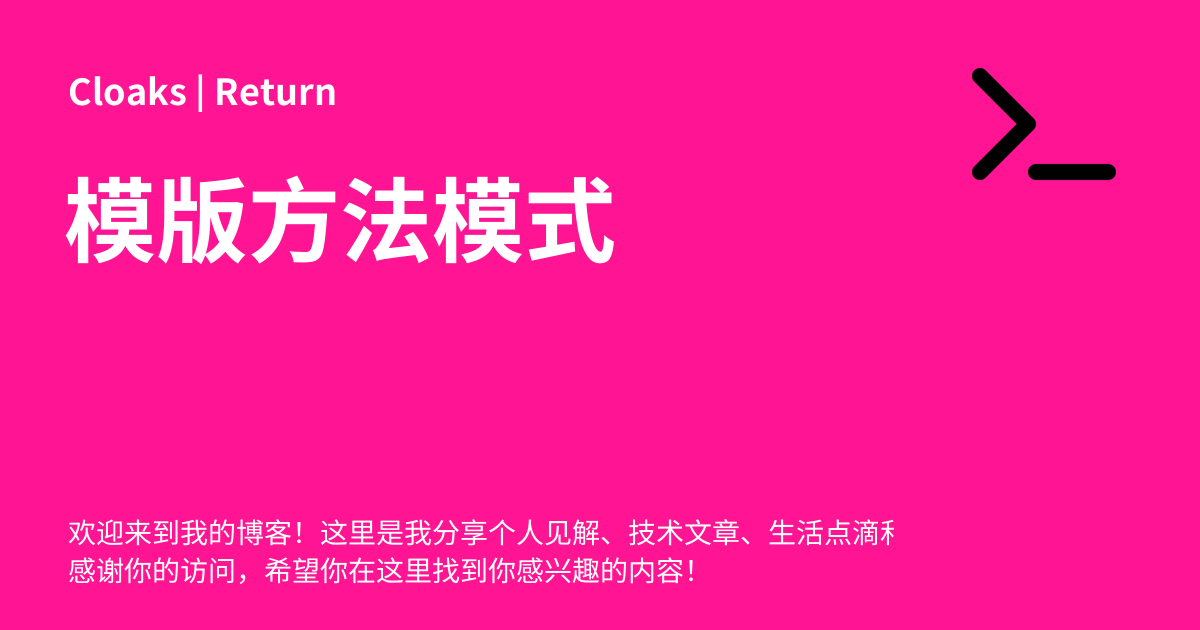 Cloaks | Return
模版方法模式
欢迎来到我的博客！这里是我分享个人见解、技术文章、生活点滴
感谢你的访问，希望你在这里找到你感兴趣的内容！